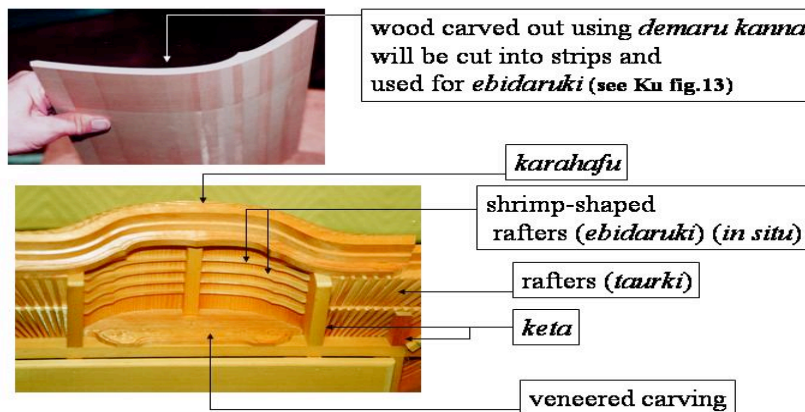 wood carved out using demaru kanna
will be cut into strips and
used for ebidaruki (see Ku fig.13)
karahafu
shrimp-shaped
rafters (ebidaruki) (in situ)
rafters (taurki)
keta
veneered carving